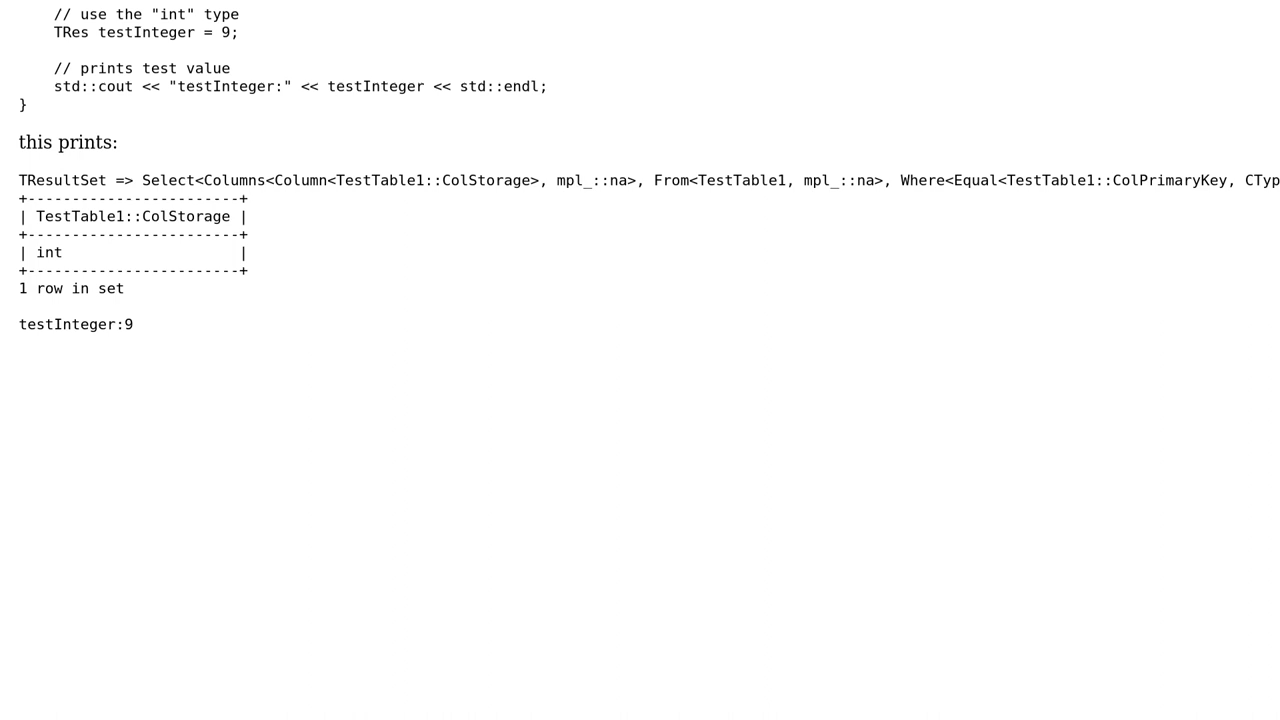 // use the "int" type
TRes testInteger = 9;
// prints test value
std::cout << "testInteger:" << testInteger << std::endl;
}
this prints:
TResultSet => Select<Columns<Column<TestTable1::ColStorage>, mpl_::na>, From<TestTable1, mpl_::na>, Where<Equal<TestTable1::ColPrimaryKey, CTyp
+------------------------+
| TestTable1::ColStorage |
+------------------------+
| int                    |
+------------------------+
1 row in set
testInteger:9